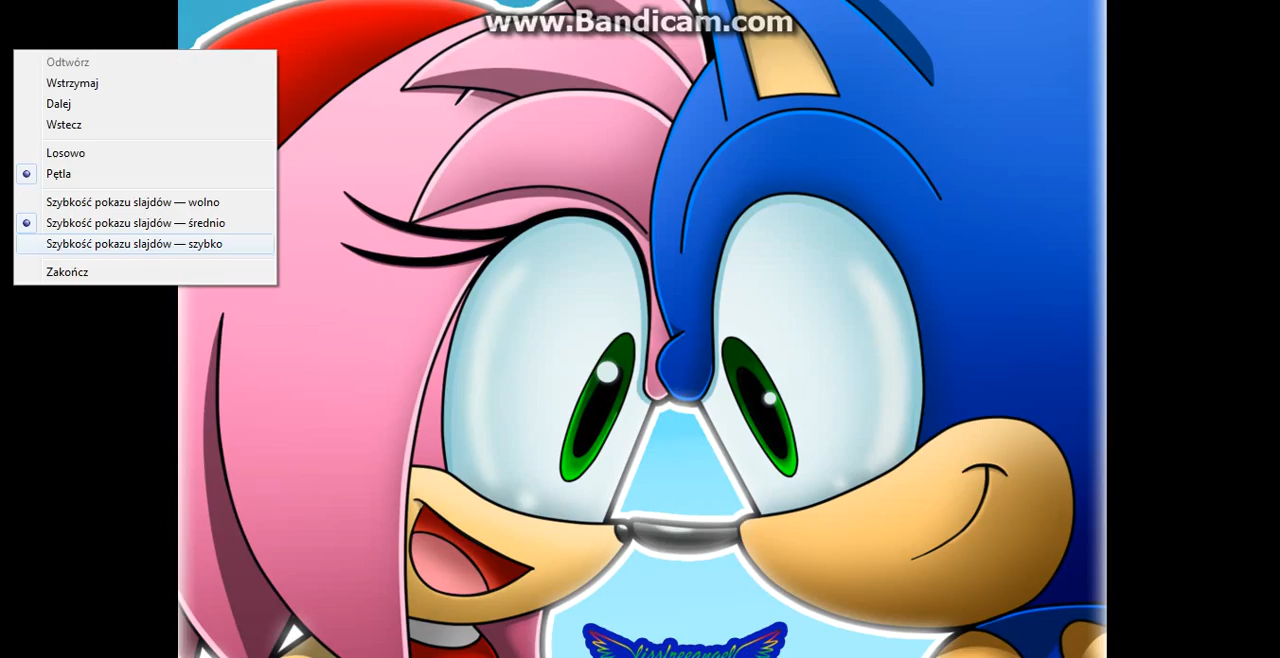 www.Bandicam.com
Odtwórz
Wstrzymaj
Dalej
Wstecz
Losowo
Pętla
Szybkość pokazu slajdów — wolno
Szybkość pokazu slajdów — średnio
Szybkość pokazu slajdów — szybko
Zakończ